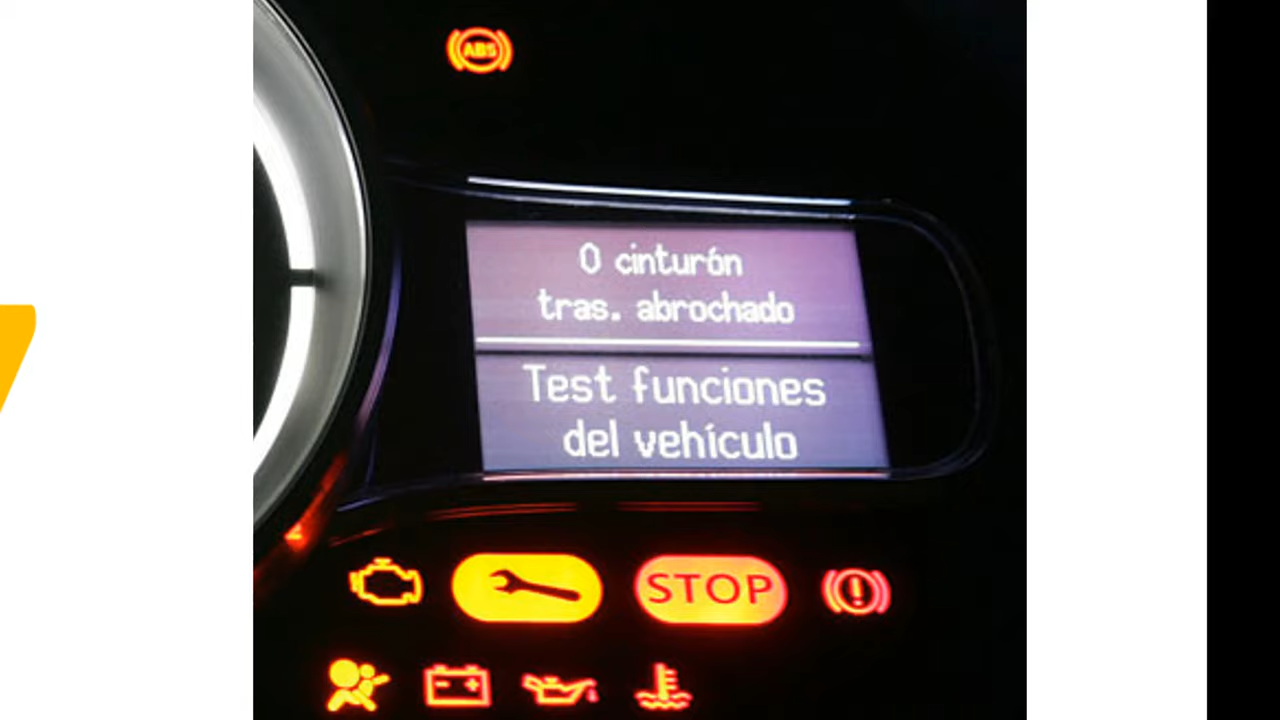 ABS
0 cinturón
tras. abrochado
Test funciones
del vehículo
STOP